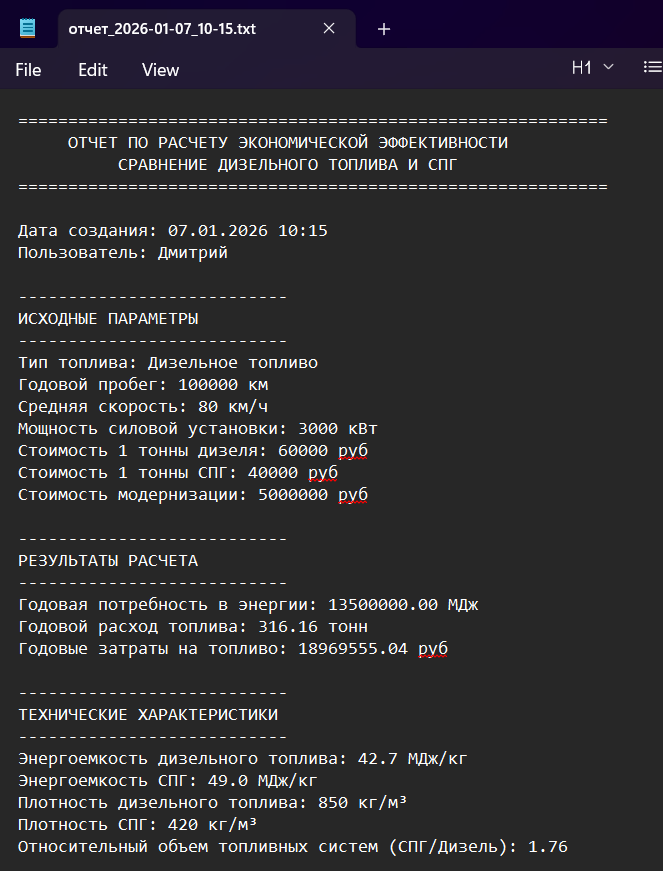 отчет_2026-01-07_10-15.txt
File Edit View H1
===========================================================
ОТЧЕТ ПО РАСЧЕТУ ЭКОНОМИЧЕСКОЙ ЭФФЕКТИВНОСТИ
СРАВНЕНИЕ ДИЗЕЛЬНОГО ТОПЛИВА И СПГ
===========================================================
Дата создания: 07.01.2026 10:15
Пользователь: Дмитрий
---------------------------
ИСХОДНЫЕ ПАРАМЕТРЫ
---------------------------
Тип топлива: Дизельное топливо
Годовой пробег: 100000 км
Средняя скорость: 80 км/ч
Мощность силовой установки: 3000 кВт
Стоимость 1 тонны дизеля: 60000 руб
Стоимость 1 тонны СПГ: 40000 руб
Стоимость модернизации: 5000000 руб
---------------------------
РЕЗУЛЬТАТЫ РАСЧЕТА
---------------------------
Годовая потребность в энергии: 13500000.00 МДж
Годовой расход топлива: 316.16 тонн
Годовые затраты на топливо: 18969555.04 руб
---------------------------
ТЕХНИЧЕСКИЕ ХАРАКТЕРИСТИКИ
---------------------------
Энергоемкость дизельного топлива: 42.7 МДж/кг
Энергоемкость СПГ: 49.0 МДж/кг
Плотность дизельного топлива: 850 кг/м³
Плотность СПГ: 420 кг/м³
Относительный объем топливных систем (СПГ/Дизель): 1.76